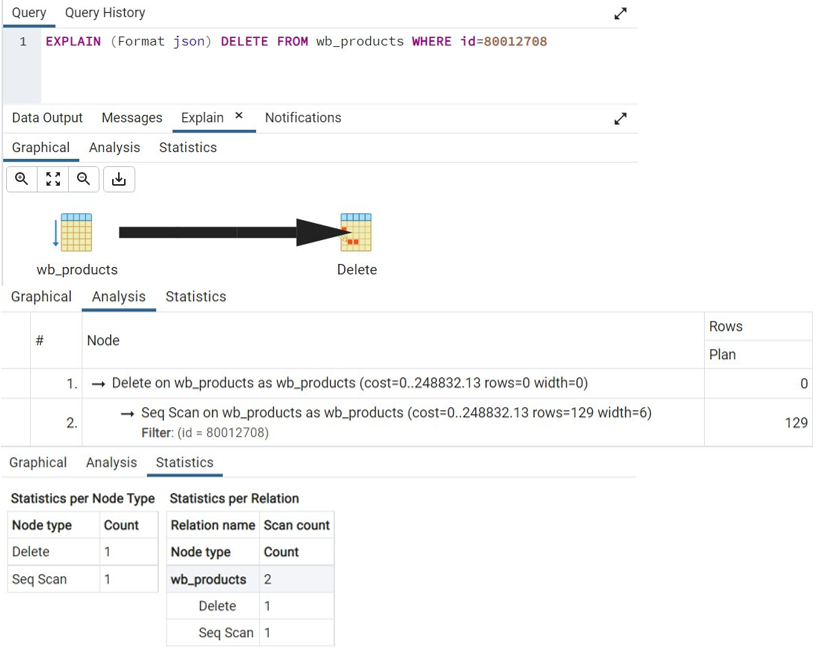 Query Query History
1 EXPLAIN (Format json) DELETE FROM wb_products WHERE id=80012708
Data Output Messages Explain × Notifications
Graphical Analysis Statistics
wb_products Delete
Graphical Analysis Statistics
# Node Rows
Plan
1. → Delete on wb_products as wb_products (cost=0..248832.13 rows=0 width=0) 0
2. → Seq Scan on wb_products as wb_products (cost=0..248832.13 rows=129 width=6) 129
Filter: (id = 80012708)
Graphical Analysis Statistics
Statistics per Node Type Statistics per Relation
Node type Count Relation name Scan count
Delete 1 Node type Count
Seq Scan 1 wb_products 2
Delete 1
Seq Scan 1